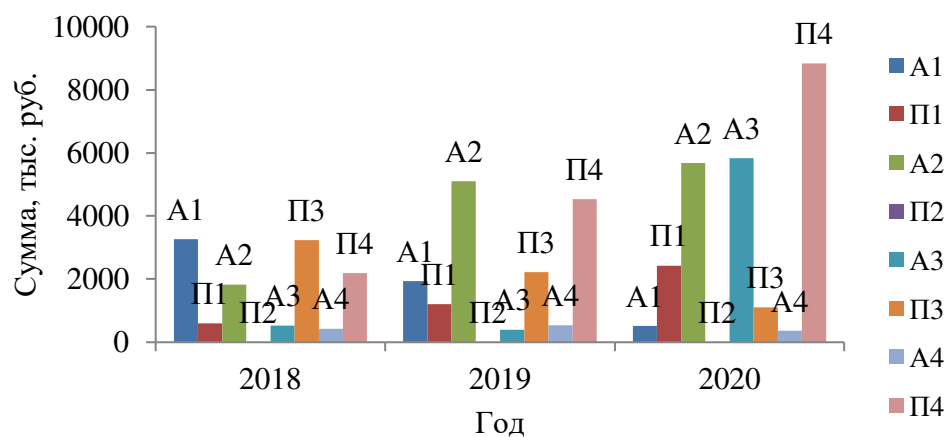 Сумма, тыс. руб.
10000
8000
6000
4000
2000
0
А1
П1
А2
П2
А3
П3
А4
П4
А1
П1
А2
П2
А3
П3
А4
П4
А1
П1
А2
П2
А3
П3
А4
П4
2018 2019 2020
Год
А1
П1
А2
П2
А3
П3
А4
П4